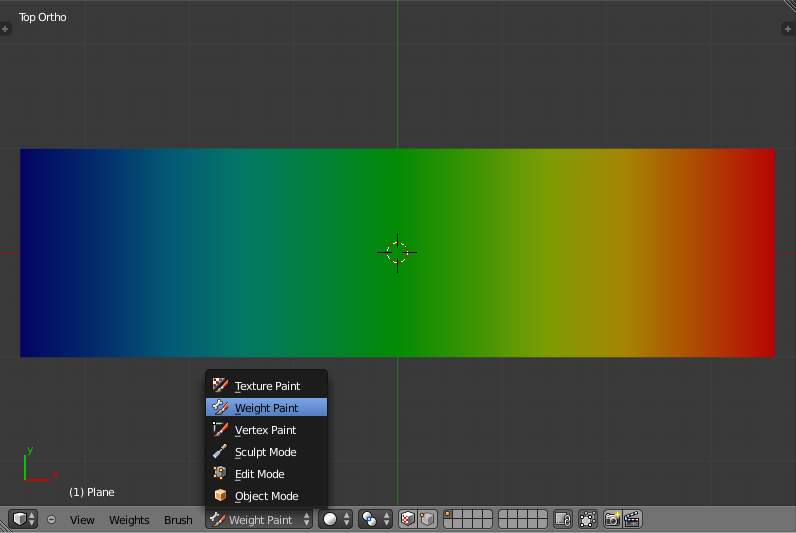 Top Ortho
y
x
Texture Paint
Weight Paint
Vertex Paint
Sculpt Mode
Edit Mode
Object Mode
(1) Plane
View Weights Brush Weight Paint